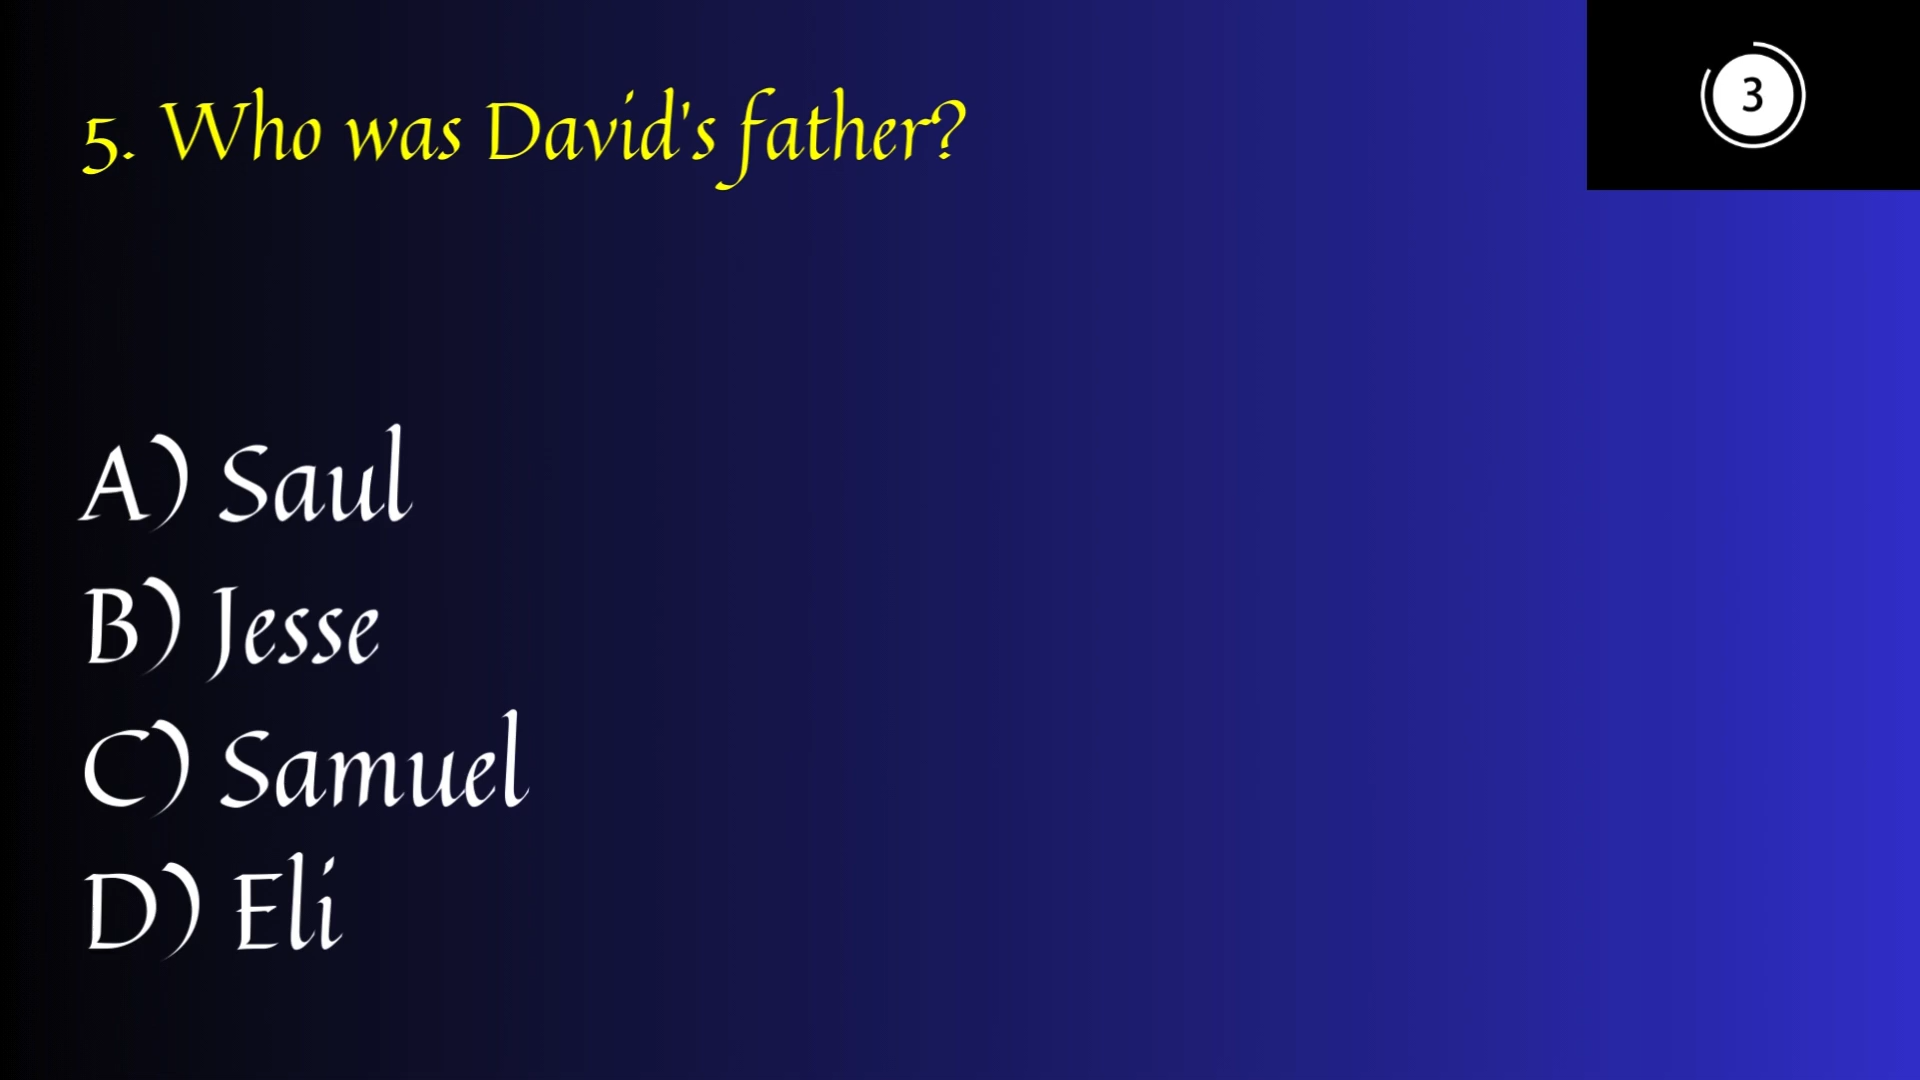 5. Who was David's father?
3
A) Saul
B) Jesse
C) Samuel
D) Eli